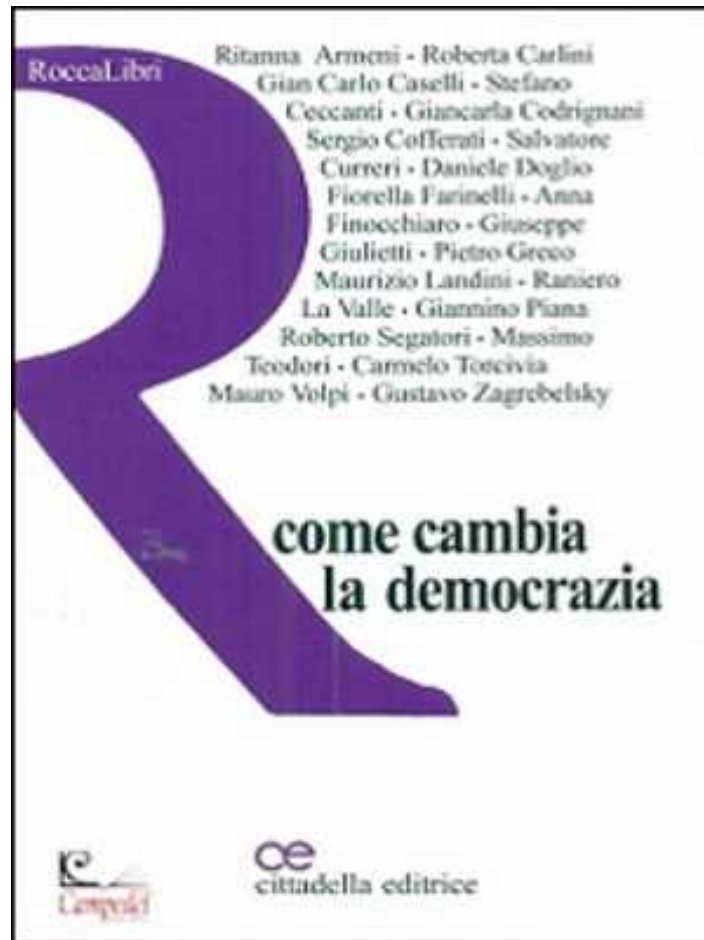 RoccaLibri
Ritanna Armeni - Roberta Carlini
Gian Carlo Caselli - Stefano
Ceccanti - Giancarla Codrignani
Sergio Cofferati - Salvatore
Curreri - Daniele Doglio
Fiorella Farinelli - Anna
Finocchiaro - Giuseppe
Giulietti - Pietro Greco
Maurizio Landini - Raniero
La Valle - Giannino Piana
Roberto Segatori - Massimo
Teodori - Carmelo Torcivia
Mauro Volpi - Gustavo Zagrebelsky
come cambia
la democrazia
ce
cittadella editrice